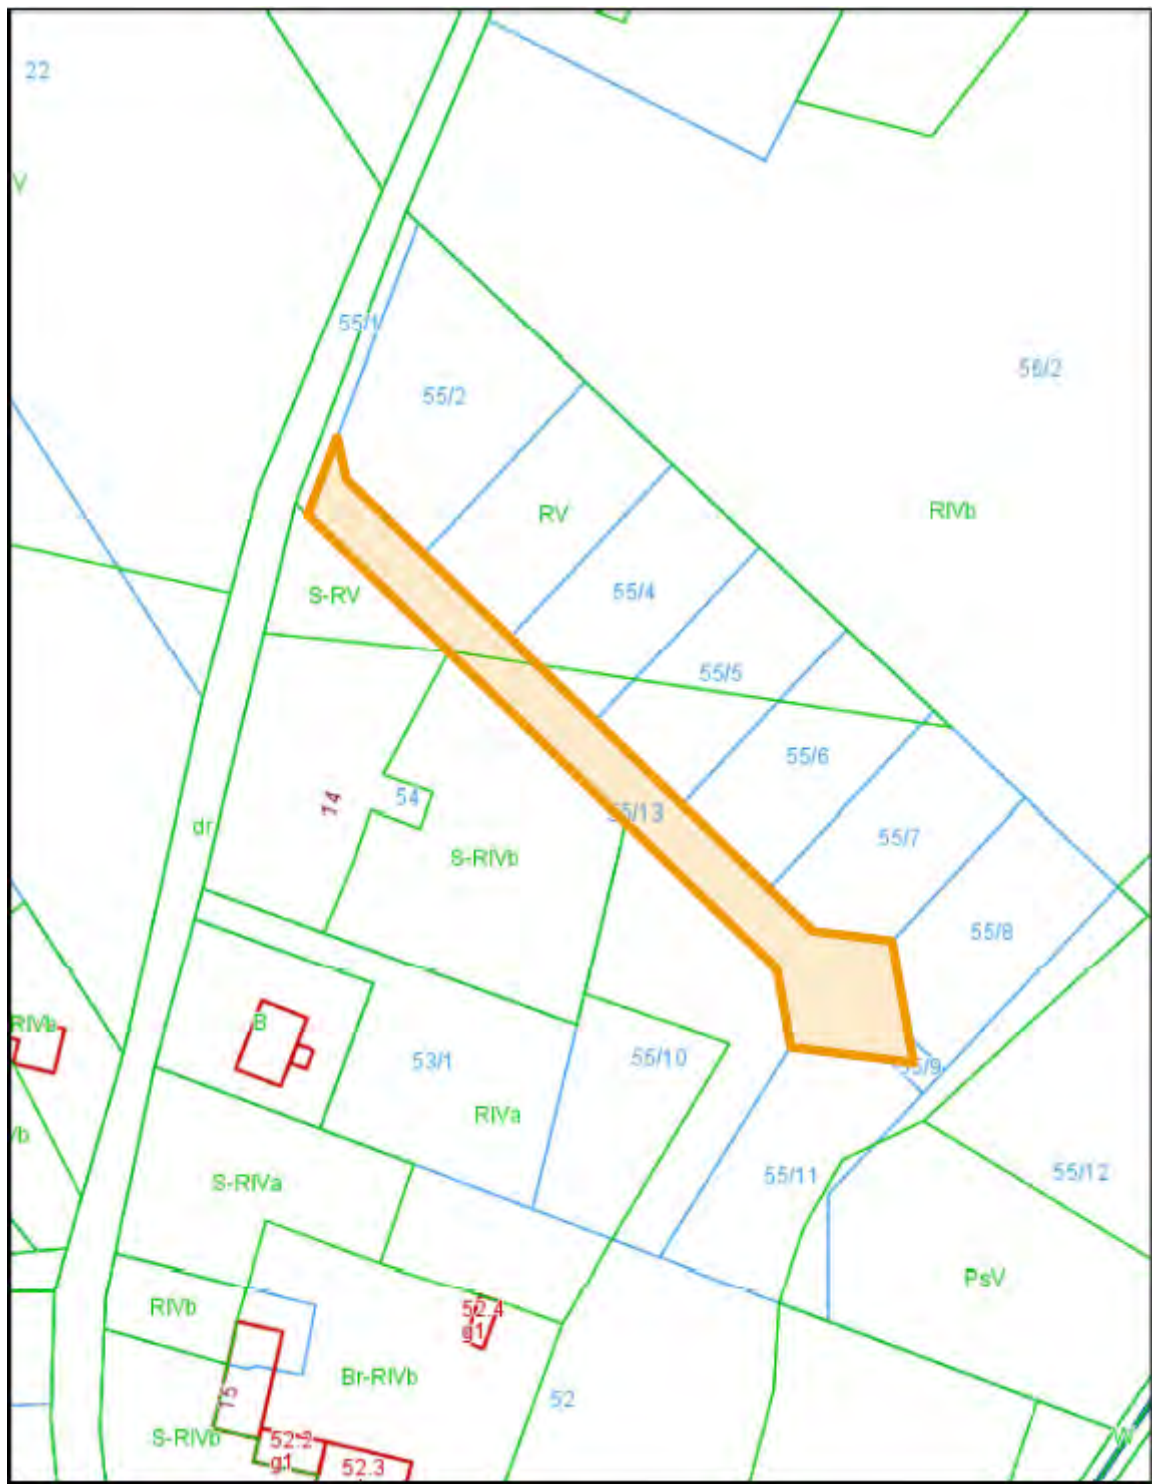 22
V
55/1
56/2
55/2
RV
RIVb
S-RV
55/4
55/5
55/6
14
54
55/13
dr
55/7
S-RIVb
55/8
RIVb
B
53/1
55/10
55/9
RIVa
Vb
S-RIVa
55/11
55/12
PsV
RIVb
52.4
g1
Br-RIVb
15
52
S-RIVb
52.2
g1
52.3
W